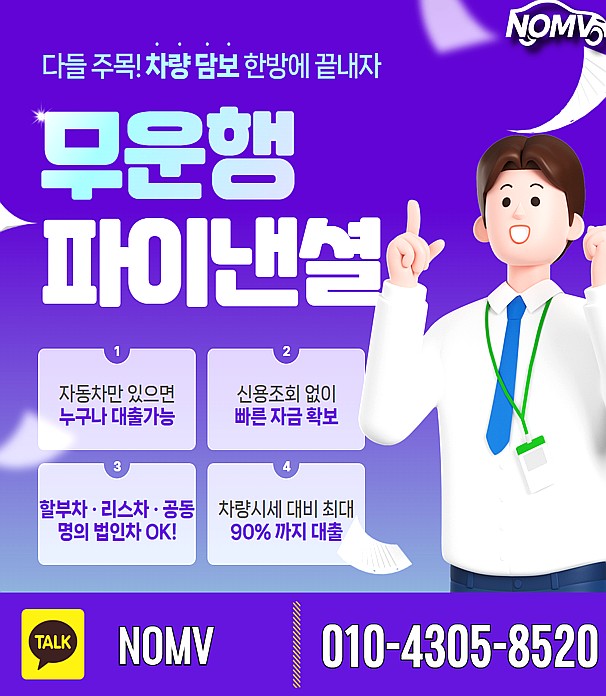 NOMV
다들 주목! 차량 담보 한방에 끝내자
무운행
파이낸셜
1
자동차만 있으면
누구나 대출가능
2
신용조회 없이
빠른 자금 확보
3
할부차 · 리스차 · 공동
명의 법인차 OK!
4
차량시세 대비 최대
90% 까지 대출
TALK
NOMV
010-4305-8520